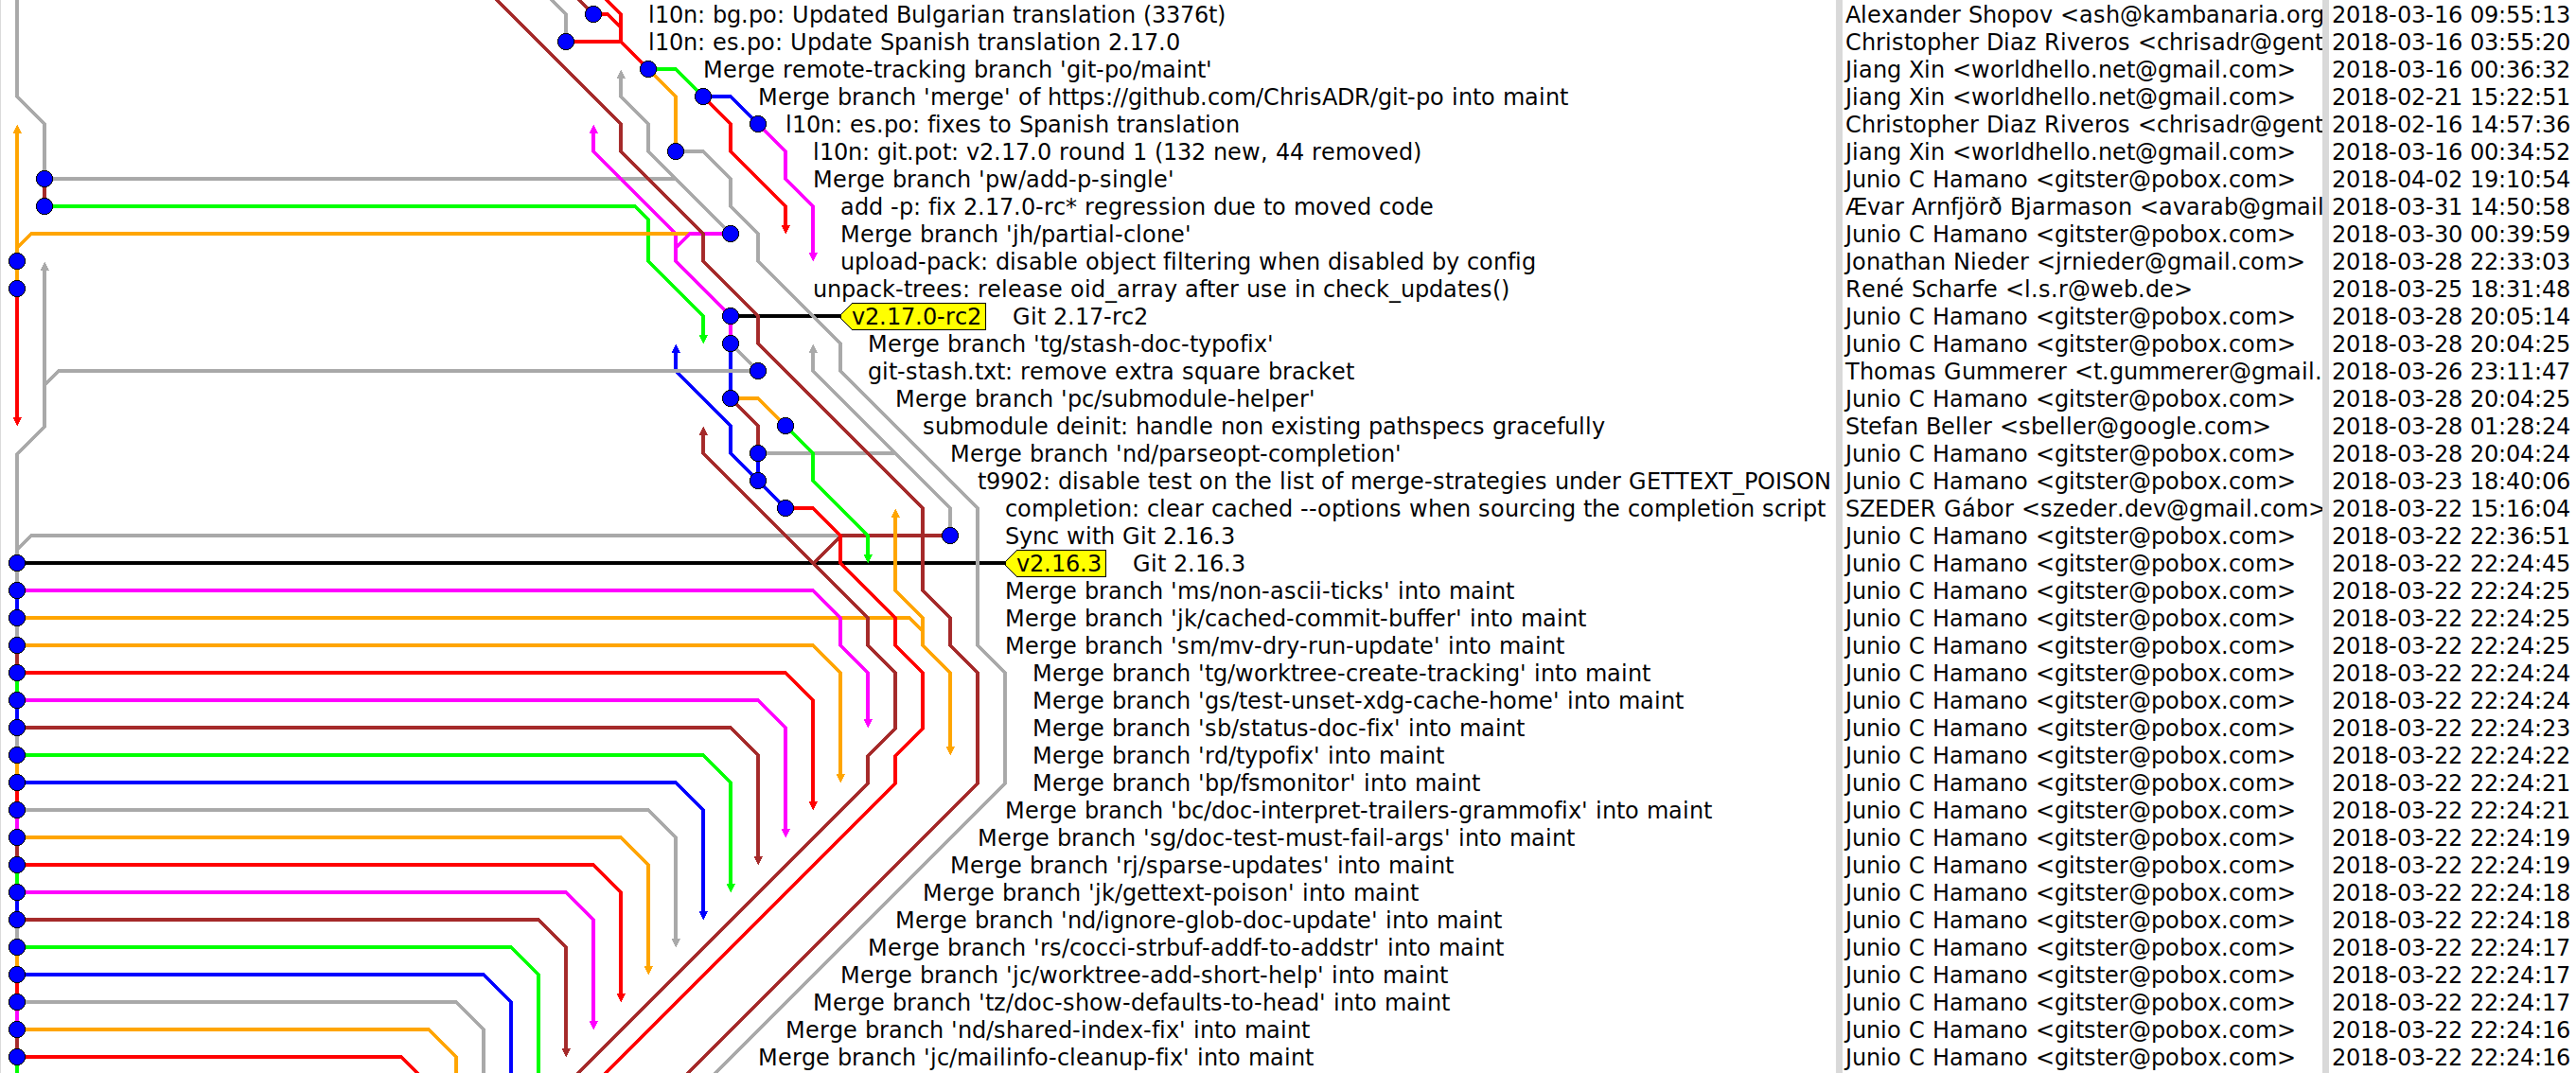 l10n: bg.po: Updated Bulgarian translation (3376t) Alexander Shopov <ash@kambanaria.org 2018-03-16 09:55:13
l10n: es.po: Update Spanish translation 2.17.0 Christopher Diaz Riveros <chrisadr@gent 2018-03-16 03:55:20
Merge remote-tracking branch 'git-po/maint' Jiang Xin <worldhello.net@gmail.com> 2018-03-16 00:36:32
Merge branch 'merge' of https://github.com/ChrisADR/git-po into maint Jiang Xin <worldhello.net@gmail.com> 2018-02-21 15:22:51
l10n: es.po: fixes to Spanish translation Christopher Diaz Riveros <chrisadr@gent 2018-02-16 14:57:36
l10n: git.pot: v2.17.0 round 1 (132 new, 44 removed) Jiang Xin <worldhello.net@gmail.com> 2018-03-16 00:34:52
Merge branch 'pw/add-p-single' Junio C Hamano <gitster@pobox.com> 2018-04-02 19:10:54
add -p: fix 2.17.0-rc* regression due to moved code Ævar Arnfjörð Bjarmason <avarab@gmail 2018-03-31 14:50:58
Merge branch 'jh/partial-clone' Junio C Hamano <gitster@pobox.com> 2018-03-30 00:39:59
upload-pack: disable object filtering when disabled by config Jonathan Nieder <jrnieder@gmail.com> 2018-03-28 22:33:03
unpack-trees: release oid_array after use in check_updates() René Scharfe <l.s.r@web.de> 2018-03-25 18:31:48
v2.17.0-rc2 Git 2.17-rc2 Junio C Hamano <gitster@pobox.com> 2018-03-28 20:05:14
Merge branch 'tg/stash-doc-typofix' Junio C Hamano <gitster@pobox.com> 2018-03-28 20:04:25
git-stash.txt: remove extra square bracket Thomas Gummerer <t.gummerer@gmail. 2018-03-26 23:11:47
Merge branch 'pc/submodule-helper' Junio C Hamano <gitster@pobox.com> 2018-03-28 20:04:25
submodule deinit: handle non existing pathspecs gracefully Stefan Beller <sbeller@google.com> 2018-03-28 01:28:24
Merge branch 'nd/parseopt-completion' Junio C Hamano <gitster@pobox.com> 2018-03-28 20:04:24
t9902: disable test on the list of merge-strategies under GETTEXT_POISON Junio C Hamano <gitster@pobox.com> 2018-03-23 18:40:06
completion: clear cached --options when sourcing the completion script SZEDER Gábor <szeder.dev@gmail.com> 2018-03-22 15:16:04
Sync with Git 2.16.3 Junio C Hamano <gitster@pobox.com> 2018-03-22 22:36:51
v2.16.3 Git 2.16.3 Junio C Hamano <gitster@pobox.com> 2018-03-22 22:24:45
Merge branch 'ms/non-ascii-ticks' into maint Junio C Hamano <gitster@pobox.com> 2018-03-22 22:24:25
Merge branch 'jk/cached-commit-buffer' into maint Junio C Hamano <gitster@pobox.com> 2018-03-22 22:24:25
Merge branch 'sm/mv-dry-run-update' into maint Junio C Hamano <gitster@pobox.com> 2018-03-22 22:24:25
Merge branch 'tg/worktree-create-tracking' into maint Junio C Hamano <gitster@pobox.com> 2018-03-22 22:24:24
Merge branch 'gs/test-unset-xdg-cache-home' into maint Junio C Hamano <gitster@pobox.com> 2018-03-22 22:24:24
Merge branch 'sb/status-doc-fix' into maint Junio C Hamano <gitster@pobox.com> 2018-03-22 22:24:23
Merge branch 'rd/typofix' into maint Junio C Hamano <gitster@pobox.com> 2018-03-22 22:24:22
Merge branch 'bp/fsmonitor' into maint Junio C Hamano <gitster@pobox.com> 2018-03-22 22:24:21
Merge branch 'bc/doc-interpret-trailers-grammofix' into maint Junio C Hamano <gitster@pobox.com> 2018-03-22 22:24:21
Merge branch 'sg/doc-test-must-fail-args' into maint Junio C Hamano <gitster@pobox.com> 2018-03-22 22:24:19
Merge branch 'rj/sparse-updates' into maint Junio C Hamano <gitster@pobox.com> 2018-03-22 22:24:19
Merge branch 'jk/gettext-poison' into maint Junio C Hamano <gitster@pobox.com> 2018-03-22 22:24:18
Merge branch 'nd/ignore-glob-doc-update' into maint Junio C Hamano <gitster@pobox.com> 2018-03-22 22:24:18
Merge branch 'rs/cocci-strbuf-addf-to-addstr' into maint Junio C Hamano <gitster@pobox.com> 2018-03-22 22:24:17
Merge branch 'jc/worktree-add-short-help' into maint Junio C Hamano <gitster@pobox.com> 2018-03-22 22:24:17
Merge branch 'tz/doc-show-defaults-to-head' into maint Junio C Hamano <gitster@pobox.com> 2018-03-22 22:24:17
Merge branch 'nd/shared-index-fix' into maint Junio C Hamano <gitster@pobox.com> 2018-03-22 22:24:16
Merge branch 'jc/mailinfo-cleanup-fix' into maint Junio C Hamano <gitster@pobox.com> 2018-03-22 22:24:16